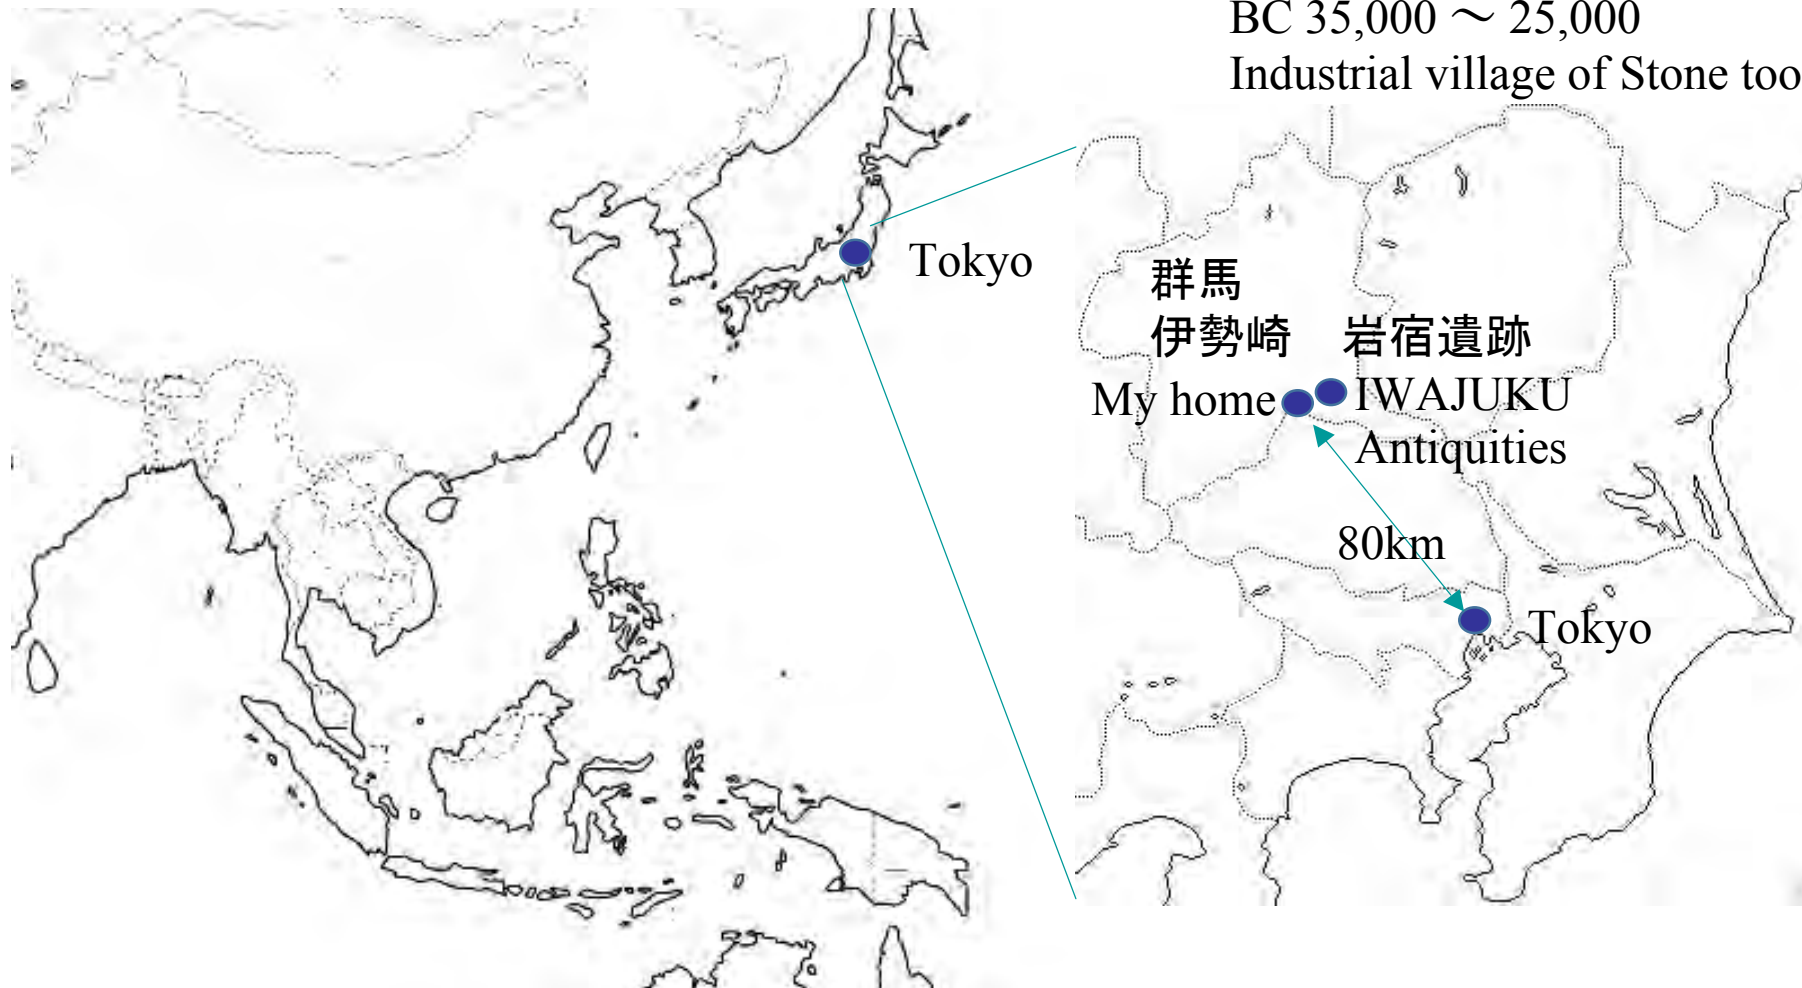 BC 35,000 ～ 25,000
Industrial village of Stone too
Tokyo
群馬
伊勢崎
岩宿遺跡
My home
IWAJUKU
Antiquities
80km
Tokyo